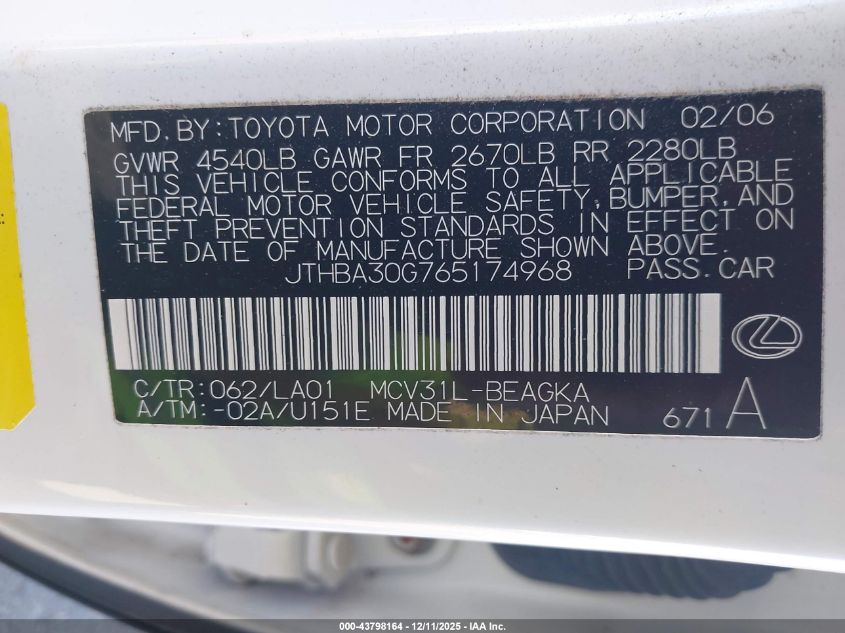 MFD. BY: TOYOTA MOTOR CORPORATION 02/06
GVWR 4540LB GAWR FR 2670LB RR 2280LB
THIS VEHICLE CONFORMS TO ALL APPLICABLE
FEDERAL MOTOR VEHICLE SAFETY, BUMPER, AND
THEFT PREVENTION STANDARDS IN EFFECT ON
THE DATE OF MANUFACTURE SHOWN ABOVE.
JTHBA30G765174968 PASS. CAR
C/TR: 062/LA01 MCV31L-BEAGKA
A/TM: -02A/U151E MADE IN JAPAN 671 A
000-43798164 - 12/11/2025 - IAA Inc.